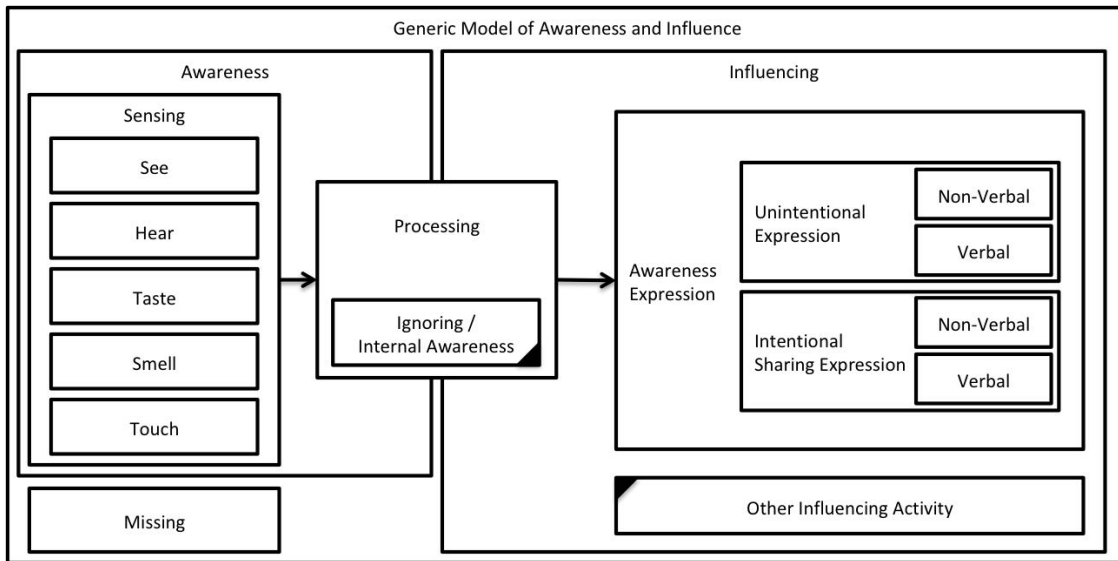 Generic Model of Awareness and Influence
Awareness
Sensing
See
Hear
Taste
Smell
Touch
Missing
Processing
Ignoring /
Internal Awareness
Influencing
Awareness
Expression
Unintentional
Expression
Non-Verbal
Verbal
Intentional
Sharing Expression
Non-Verbal
Verbal
Other Influencing Activity